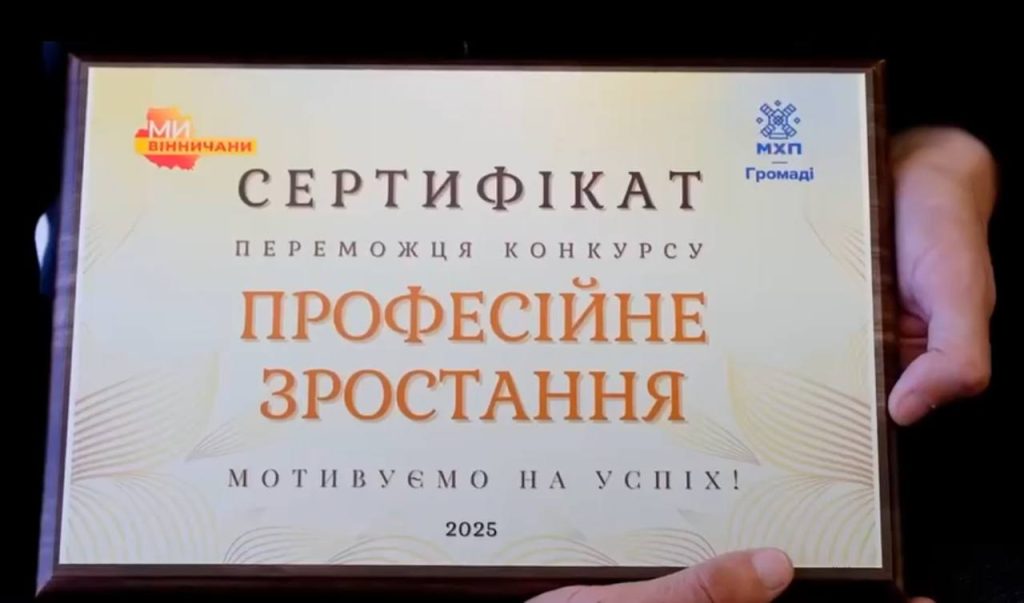 МИ
ВІННИЧАНИ
МХП
Громаді
СЕРТИФІКАТ
ПЕРЕМОЖЦЯ КОНКУРСУ
ПРОФЕСІЙНЕ
ЗРОСТАННЯ
МОТИВУЄМО НА УСПІХ!
2025